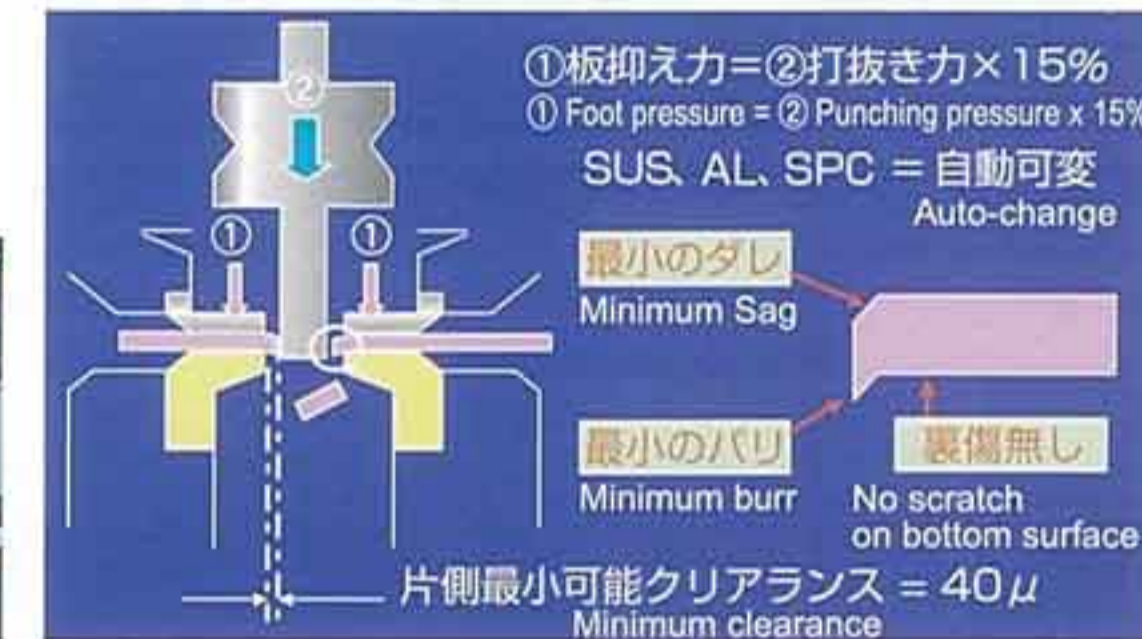 ①板抑え力=②打抜き力×15%
① Foot pressure = ② Punching pressure x 15%
SUS、AL、SPC = 自動可変
Auto-change
②
① ①
最小のダレ
Minimum Sag
最小のバリ
Minimum burr
裏傷無し
No scratch
on bottom surface
片側最小可能クリアランス = 40μ
Minimum clearance